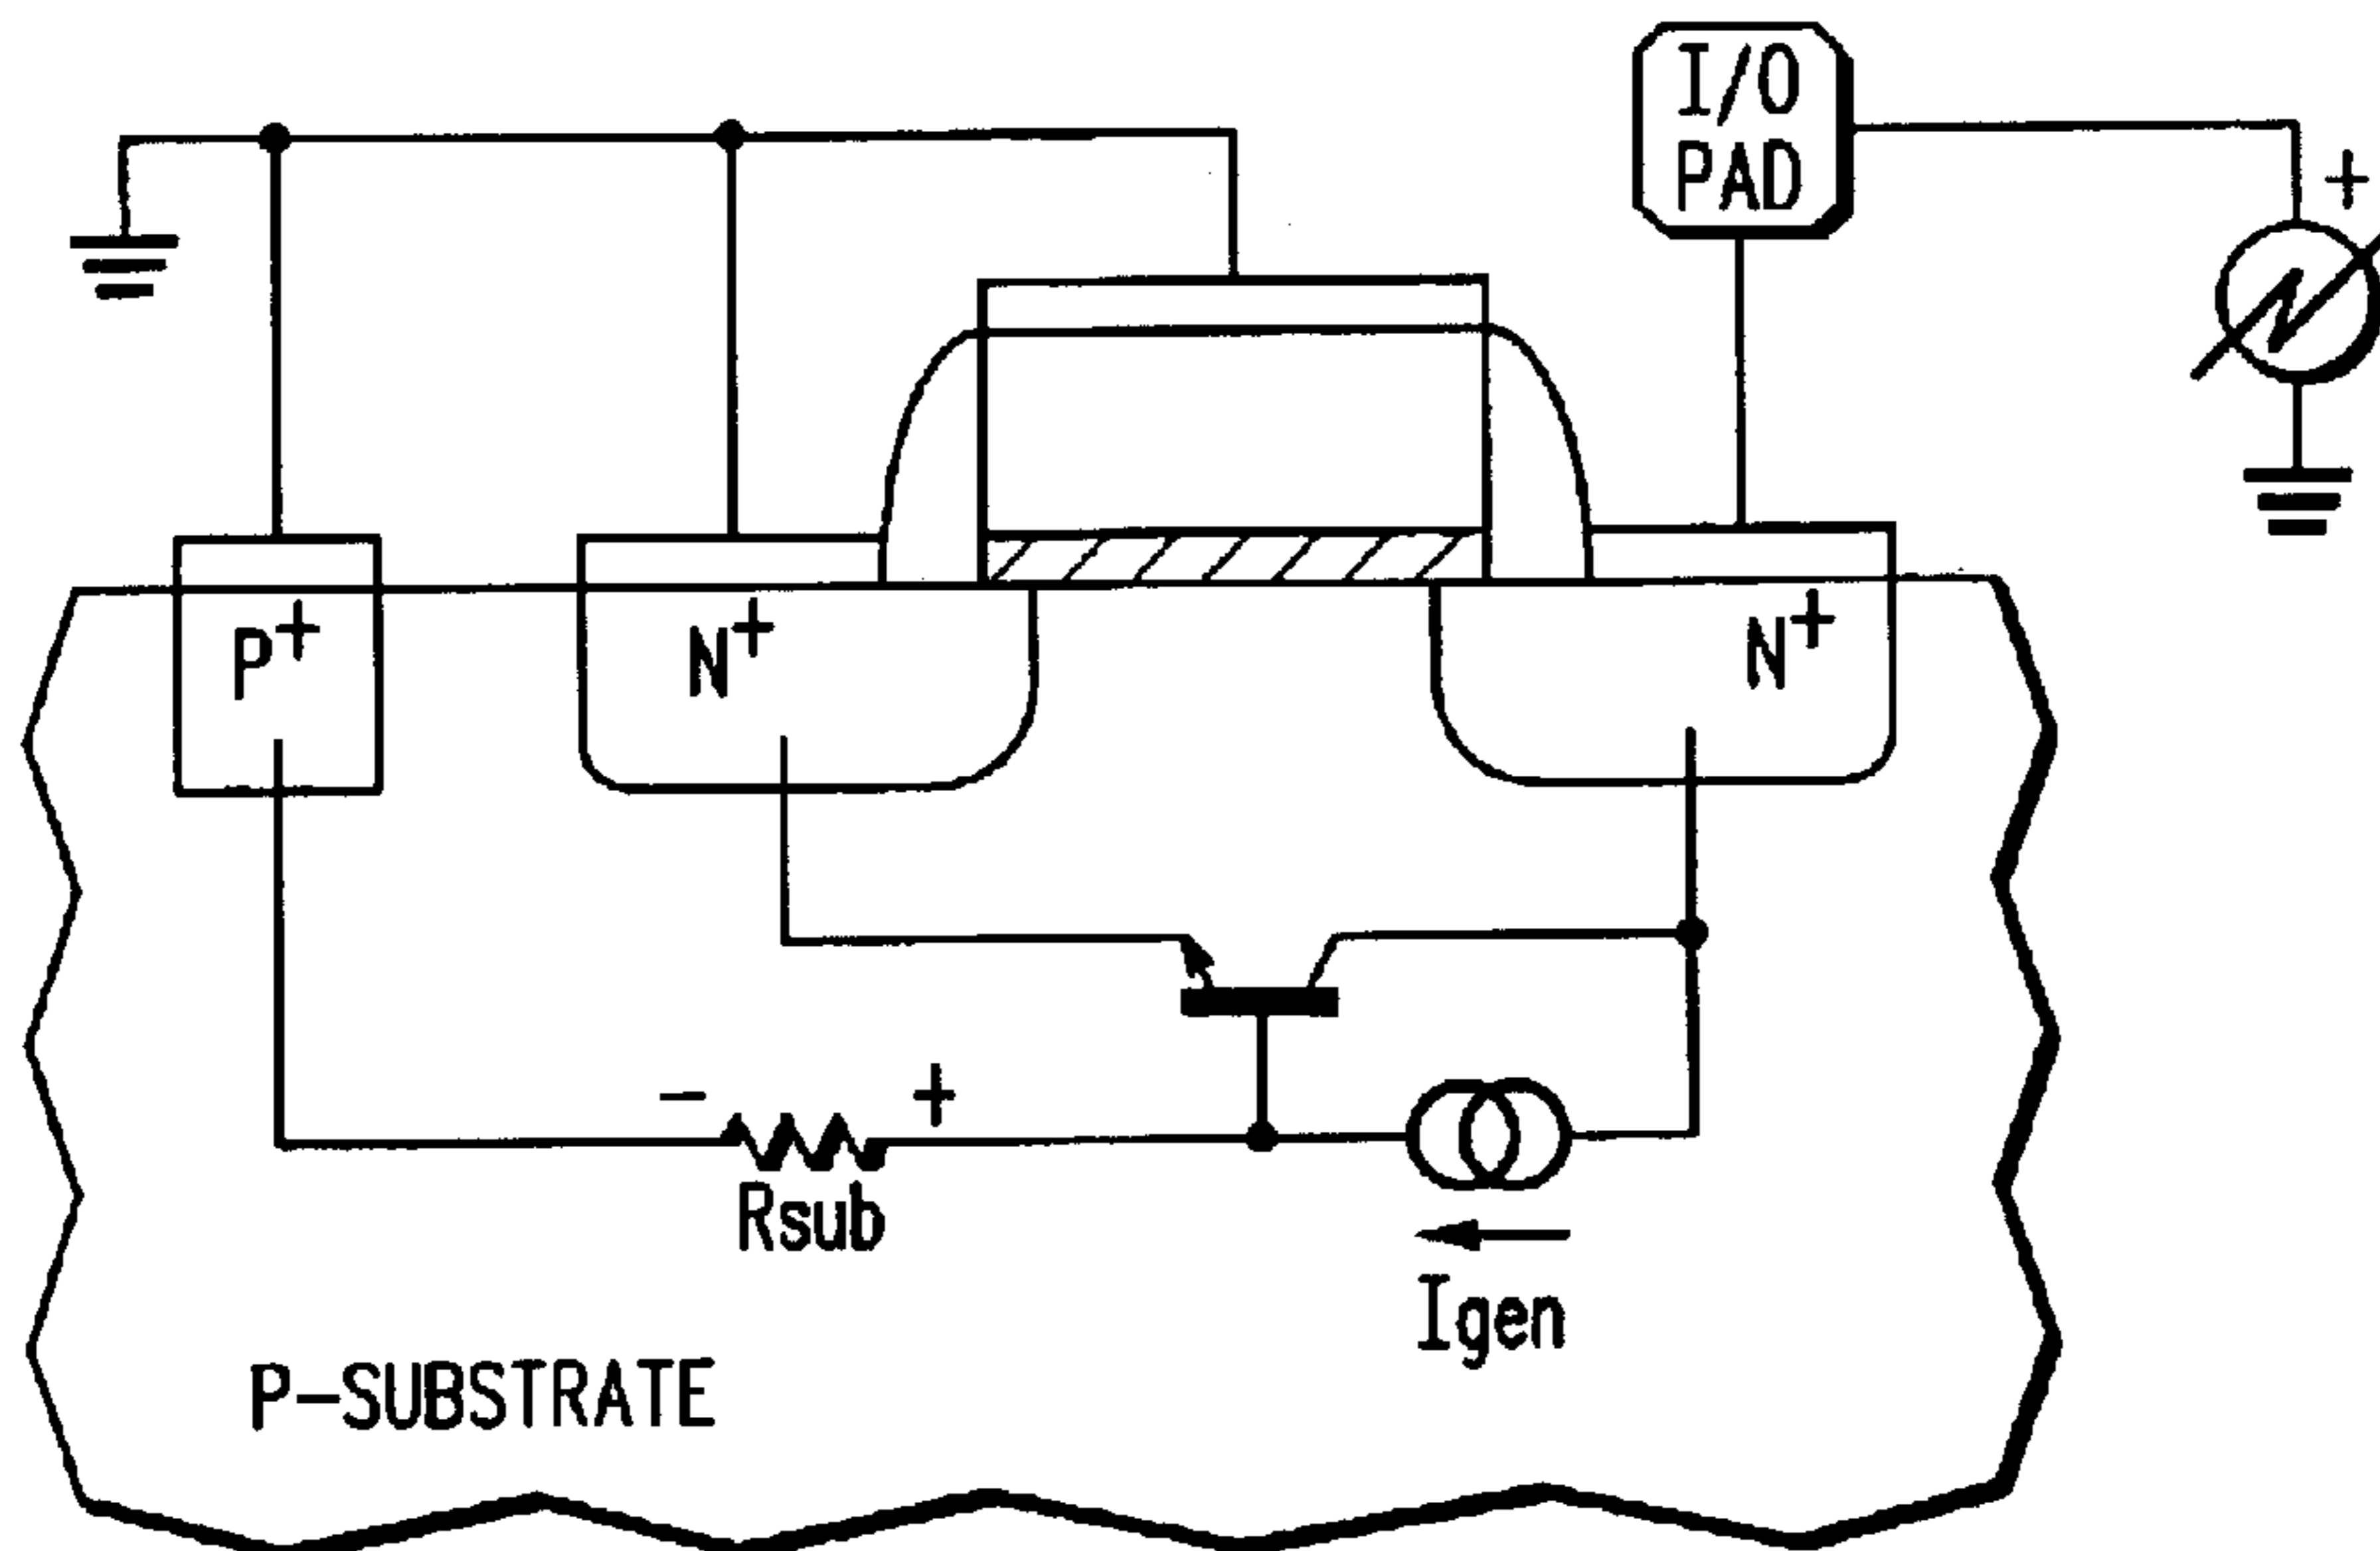 I/O
PAD
+
P+
N+
N+
- +
Rsub
Igen
P-SUBSTRATE